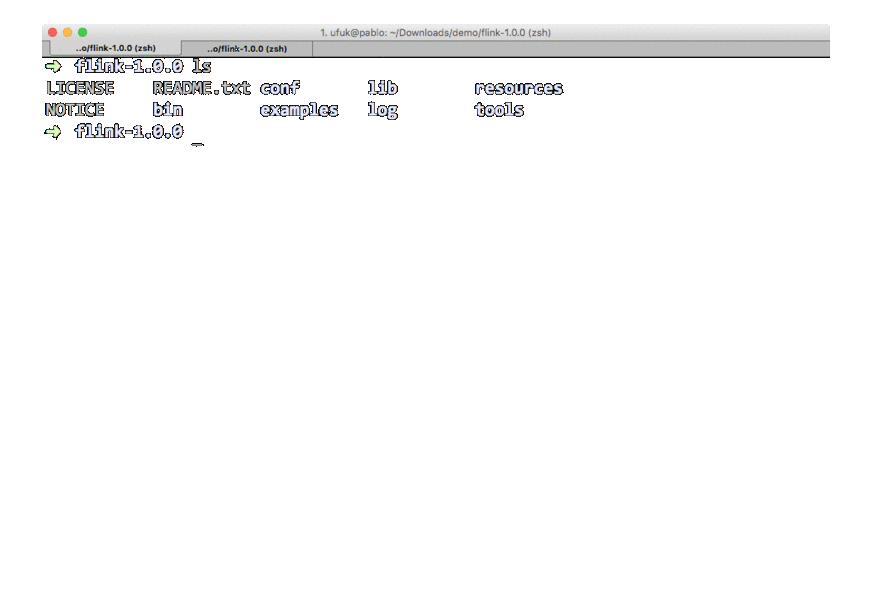 1. ufuk@pablo: ~/Downloads/demo/flink-1.0.0 (zsh)
..o/flink-1.0.0 (zsh) ..o/flink-1.0.0 (zsh)
➜ flink-1.0.0 ls
LICENSE README.txt conf lib resources
NOTICE bin examples log tools
➜ flink-1.0.0 _